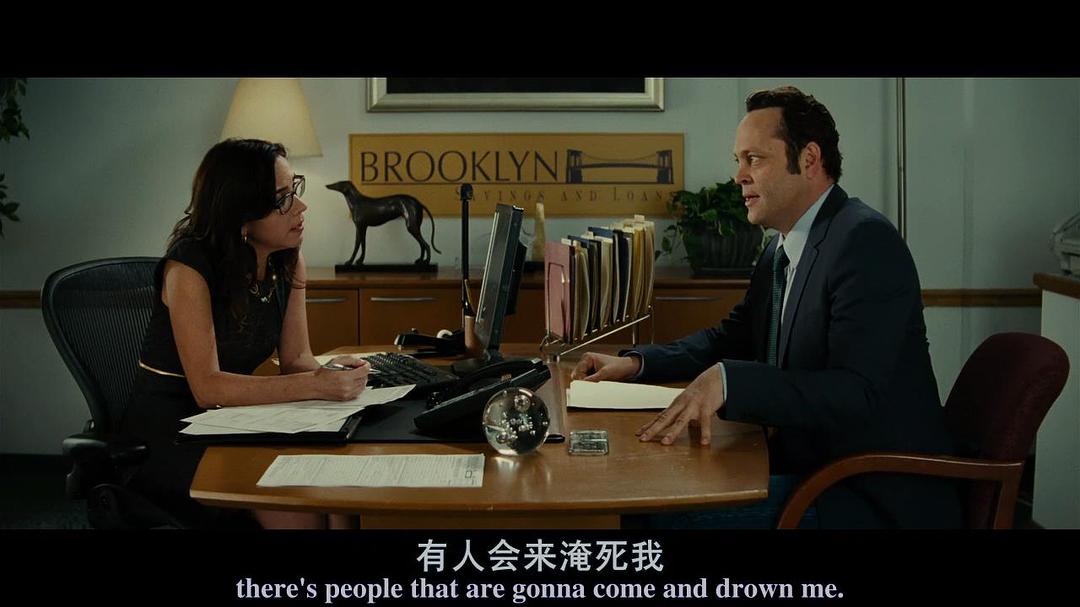 BROOKLYN
SAVINGS AND LOANS
有人会来淹死我
there's people that are gonna come and drown me.